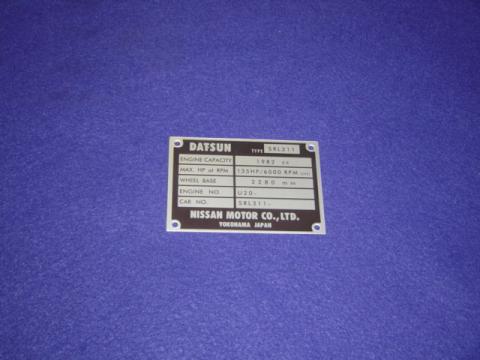 DATSUN TYPE SRL311
ENGINE CAPACITY 1982 cc
MAX. HP at RPM 135HP/6000 RPM
WHEEL BASE 2280 mm
ENGINE NO. U20-
CAR NO. SRL311-
NISSAN MOTOR CO., LTD.
YOKOHAMA JAPAN